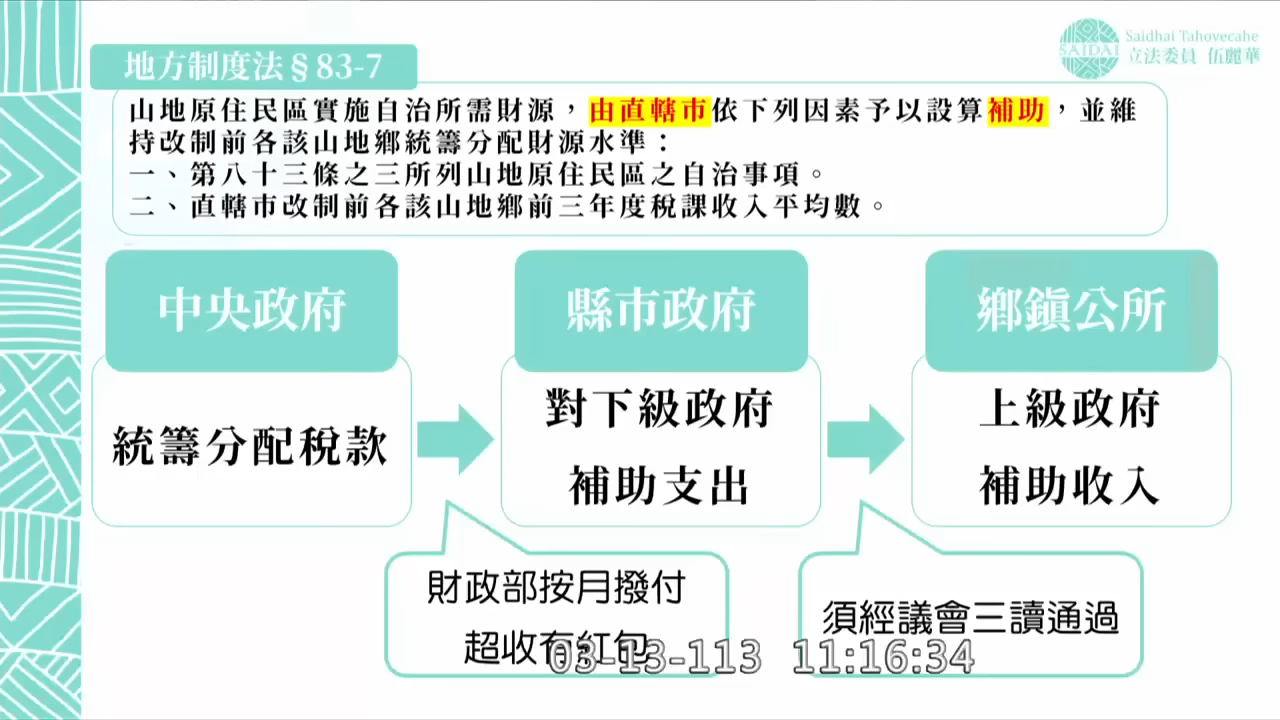 Saidhai Tahovecahe
SAIDAI
立法委員 伍麗華
地方制度法§83-7
山地原住民區實施自治所需財源，由直轄市依下列因素予以設算補助，並維
持改制前各該山地鄉統籌分配財源水準：
一、第八十三條之三所列山地原住民區之自治事項。
二、直轄市改制前各該山地鄉前三年度稅課收入平均數。
中央政府
統籌分配稅款
縣市政府
對下級政府
補助支出
鄉鎮公所
上級政府
補助收入
財政部按月撥付
超收有紅包
須經議會三讀通過
03-13-113 11:16:34